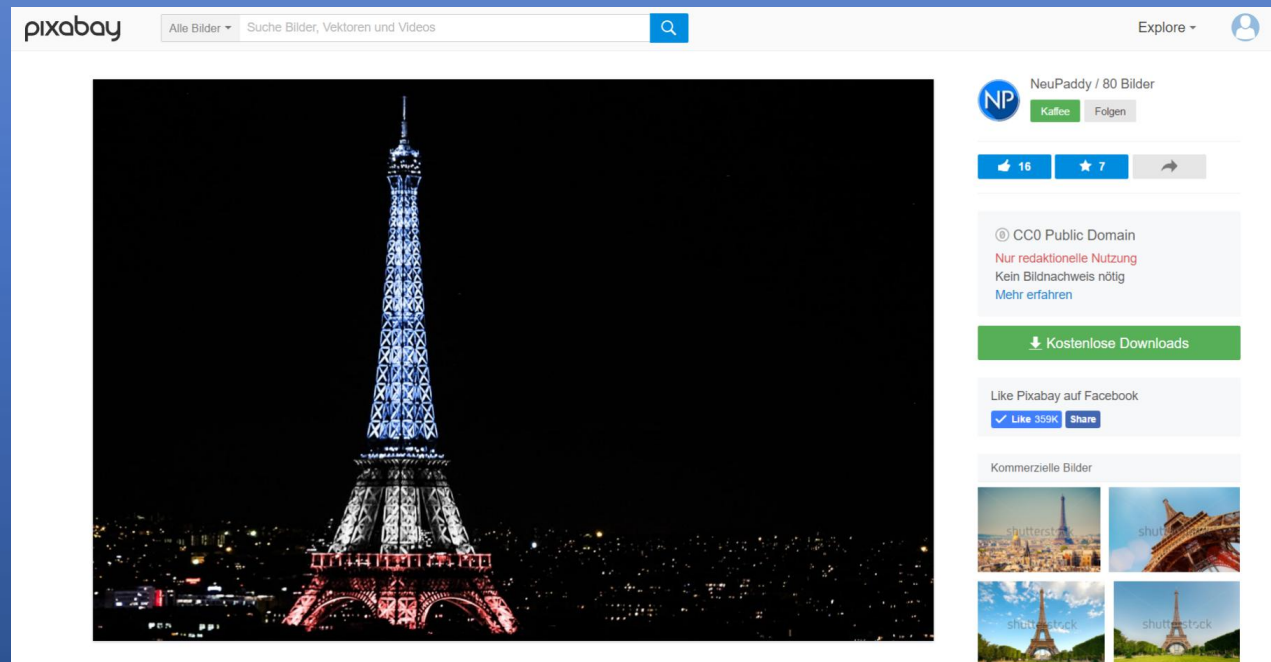 pixabay
Alle Bilder
Suche Bilder, Vektoren und Videos
Explore
NP
NeuPaddy / 80 Bilder
Kaffee
Folgen
16
7
CC0 Public Domain
Nur redaktionelle Nutzung
Kein Bildnachweis nötig
Mehr erfahren
Kostenlose Downloads
Like Pixabay auf Facebook
Like 359K
Share
Kommerzielle Bilder
shutterstock
shutterstock
shutterstock
shutterstock